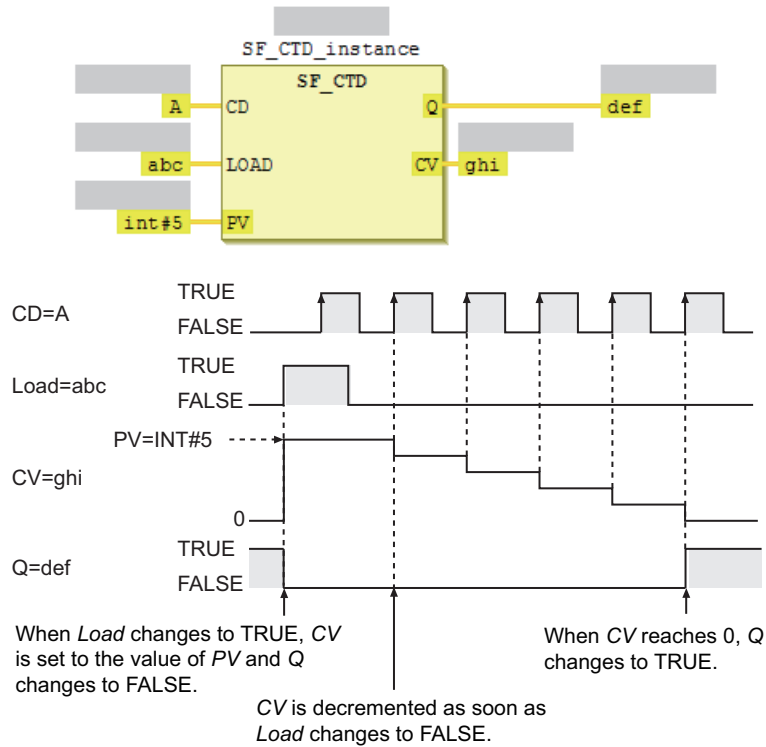 SF_CTD_instance
SF_CTD
A CD Q def
abc LOAD CV ghi
int#5 PV
CD=A TRUE
FALSE
Load=abc TRUE
FALSE
PV=INT#5
CV=ghi
0
Q=def TRUE
FALSE
When Load changes to TRUE, CV
is set to the value of PV and Q
changes to FALSE.
CV is decremented as soon as
Load changes to FALSE.
When CV reaches 0, Q
changes to TRUE.